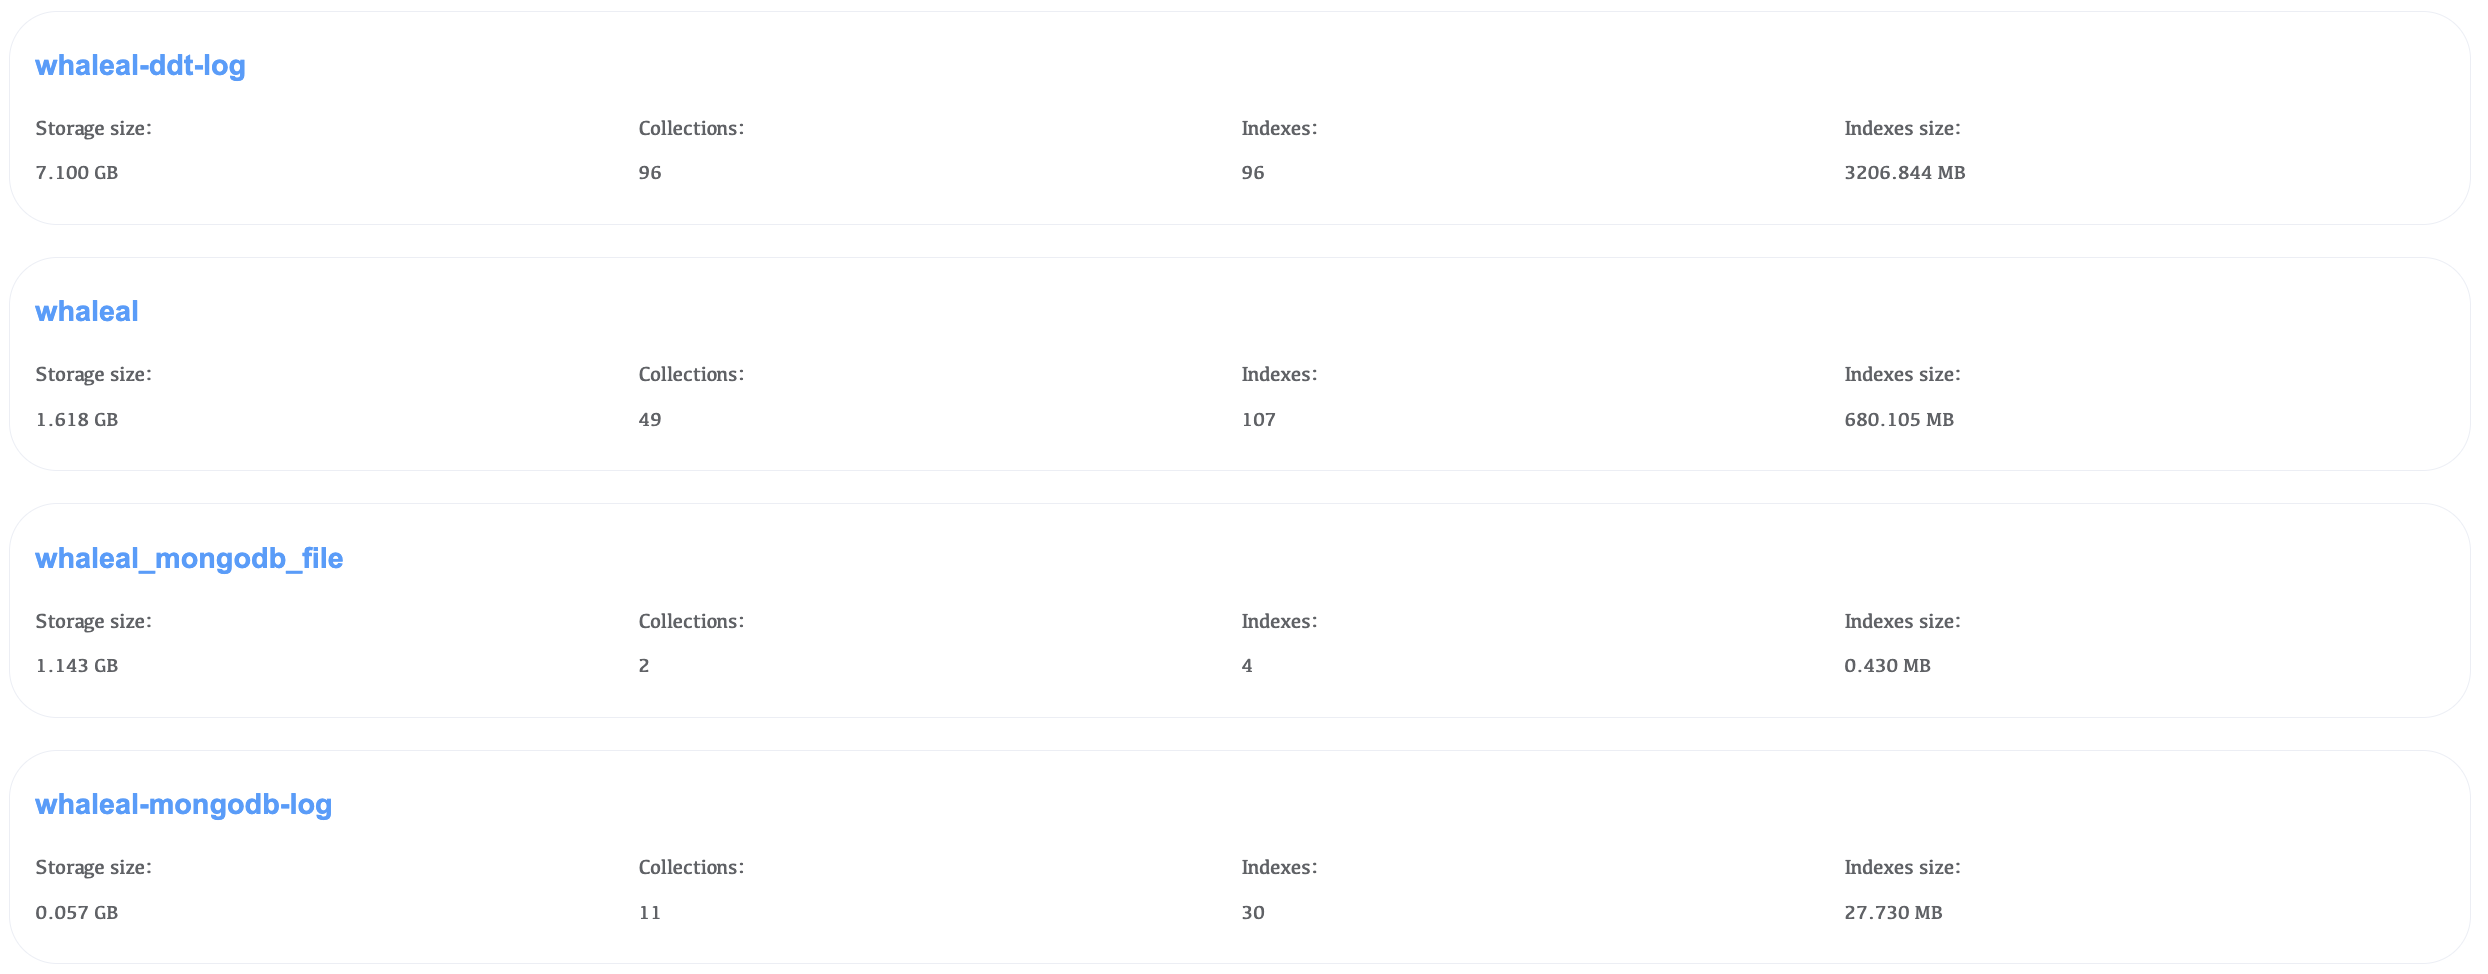 whaleal-ddt-log
Storage size: Collections: Indexes: Indexes size:
7.100 GB 96 96 3206.844 MB
whaleal
Storage size: Collections: Indexes: Indexes size:
1.618 GB 49 107 680.105 MB
whaleal_mongodb_file
Storage size: Collections: Indexes: Indexes size:
1.143 GB 2 4 0.430 MB
whaleal-mongodb-log
Storage size: Collections: Indexes: Indexes size:
0.057 GB 11 30 27.730 MB